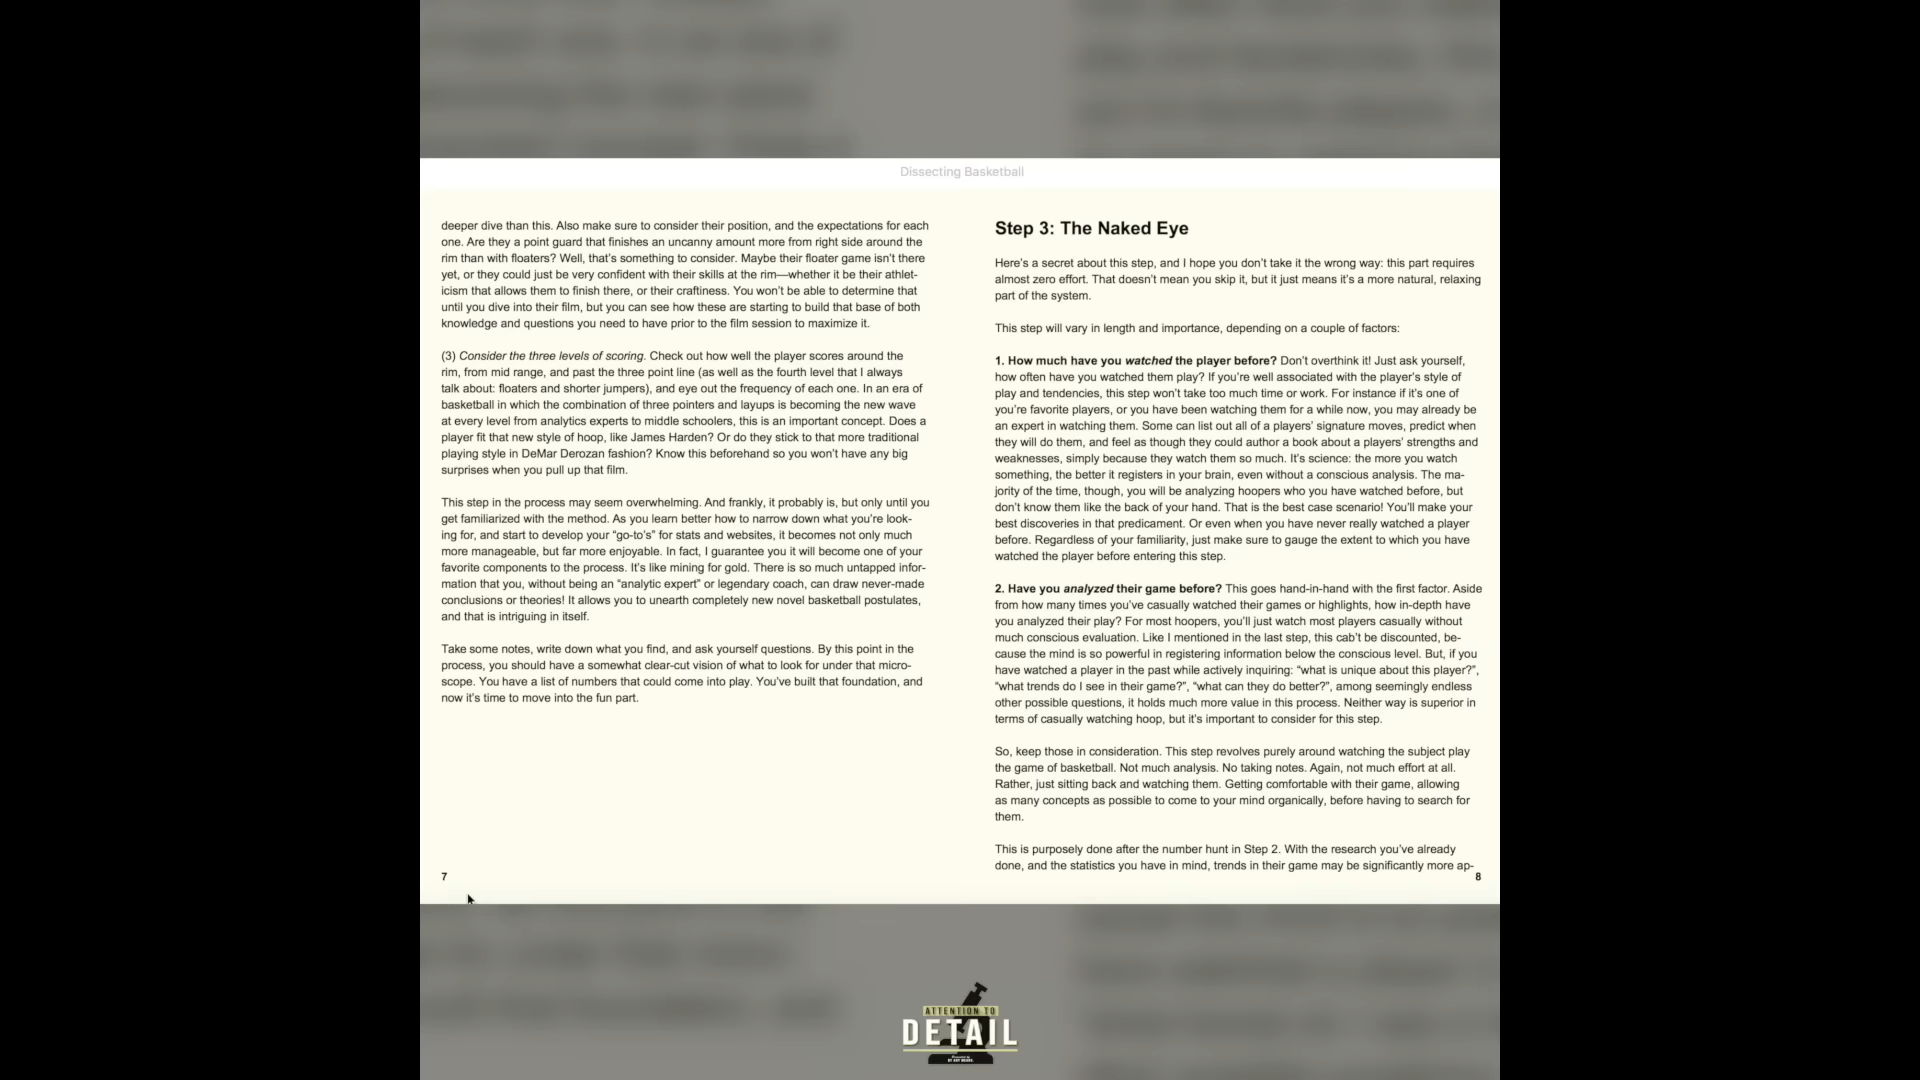 Dissecting Basketball
deeper dive than this. Also make sure to consider their position, and the expectations for each
one. Are they a point guard that finishes an uncanny amount more from right side around the
rim than with floaters? Well, that's something to consider. Maybe their floater game isn't there
yet, or they could just be very confident with their skills at the rim—whether it be their athlet-
icism that allows them to finish there, or their craftiness. You won't be able to determine that
until you dive into their film, but you can see how these are starting to build that base of both
knowledge and questions you need to have prior to the film session to maximize it.
(3) Consider the three levels of scoring. Check out how well the player scores around the
rim, from mid range, and past the three point line (as well as the fourth level that I always
talk about: floaters and shorter jumpers), and eye out the frequency of each one. In an era of
basketball in which the combination of three pointers and layups is becoming the new wave
at every level from analytics experts to middle schoolers, this is an important concept. Does a
player fit that new style of hoop, like James Harden? Or do they stick to that more traditional
playing style in DeMar Derozan fashion? Know this beforehand so you won't have any big
surprises when you pull up that film.
This step in the process may seem overwhelming. And frankly, it probably is, but only until you
get familiarized with the method. As you learn better how to narrow down what you're look-
ing for, and start to develop your "go-to's" for stats and websites, it becomes not only much
more manageable, but far more enjoyable. In fact, I guarantee you it will become one of your
favorite components to the process. It's like mining for gold. There is so much untapped infor-
mation that you, without being an "analytic expert" or legendary coach, can draw never-made
conclusions or theories! It allows you to unearth completely new novel basketball postulates,
and that is intriguing in itself.
Take some notes, write down what you find, and ask yourself questions. By this point in the
process, you should have a somewhat clear-cut vision of what to look for under that micro-
scope. You have a list of numbers that could come into play. You've built that foundation, and
now it's time to move into the fun part.
7
Step 3: The Naked Eye
Here's a secret about this step, and I hope you don't take it the wrong way: this part requires
almost zero effort. That doesn't mean you skip it, but it just means it's a more natural, relaxing
part of the system.
This step will vary in length and importance, depending on a couple of factors:
1. How much have you watched the player before? Don't overthink it! Just ask yourself,
how often have you watched them play? If you're well associated with the player's style of
play and tendencies, this step won't take too much time or work. For instance if it's one of
you're favorite players, or you have been watching them for a while now, you may already be
an expert in watching them. Some can list out all of a players' signature moves, predict when
they will do them, and feel as though they could author a book about a players' strengths and
weaknesses, simply because they watch them so much. It's science: the more you watch
something, the better it registers in your brain, even without a conscious analysis. The ma-
jority of the time, though, you will be analyzing hoopers who you have watched before, but
don't know them like the back of your hand. That is the best case scenario! You'll make your
best discoveries in that predicament. Or even when you have never really watched a player
before. Regardless of your familiarity, just make sure to gauge the extent to which you have
watched the player before entering this step.
2. Have you analyzed their game before? This goes hand-in-hand with the first factor. Aside
from how many times you've casually watched their games or highlights, how in-depth have
you analyzed their play? For most hoopers, you'll just watch most players casually without
much conscious evaluation. Like I mentioned in the last step, this cab't be discounted, be-
cause the mind is so powerful in registering information below the conscious level. But, if you
have watched a player in the past while actively inquiring: "what is unique about this player?",
"what trends do I see in their game?", "what can they do better?", among seemingly endless
other possible questions, it holds much more value in this process. Neither way is superior in
terms of casually watching hoop, but it's important to consider for this step.
So, keep those in consideration. This step revolves purely around watching the subject play
the game of basketball. Not much analysis. No taking notes. Again, not much effort at all.
Rather, just sitting back and watching them. Getting comfortable with their game, allowing
as many concepts as possible to come to your mind organically, before having to search for
them.
This is purposely done after the number hunt in Step 2. With the research you've already
done, and the statistics you have in mind, trends in their game may be significantly more ap-
8
ATTENTION TO
DETAIL
BY ANY MEANS